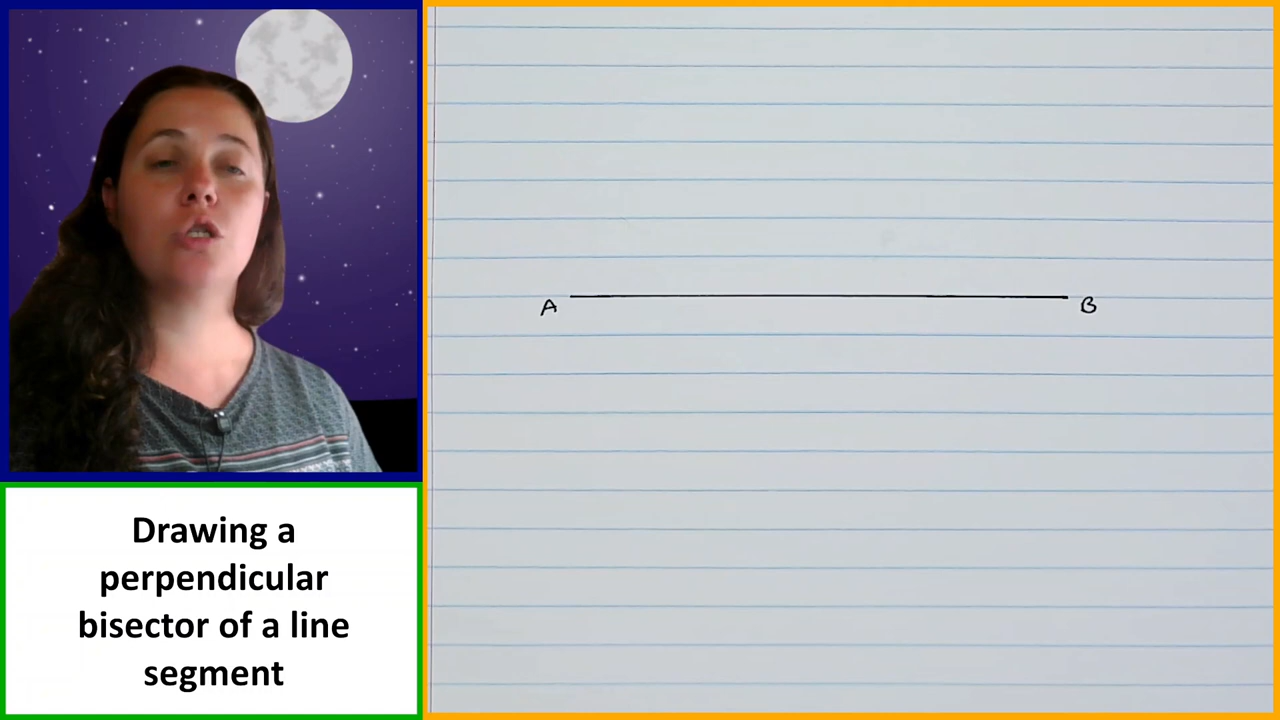 A B
Drawing a
perpendicular
bisector of a line
segment